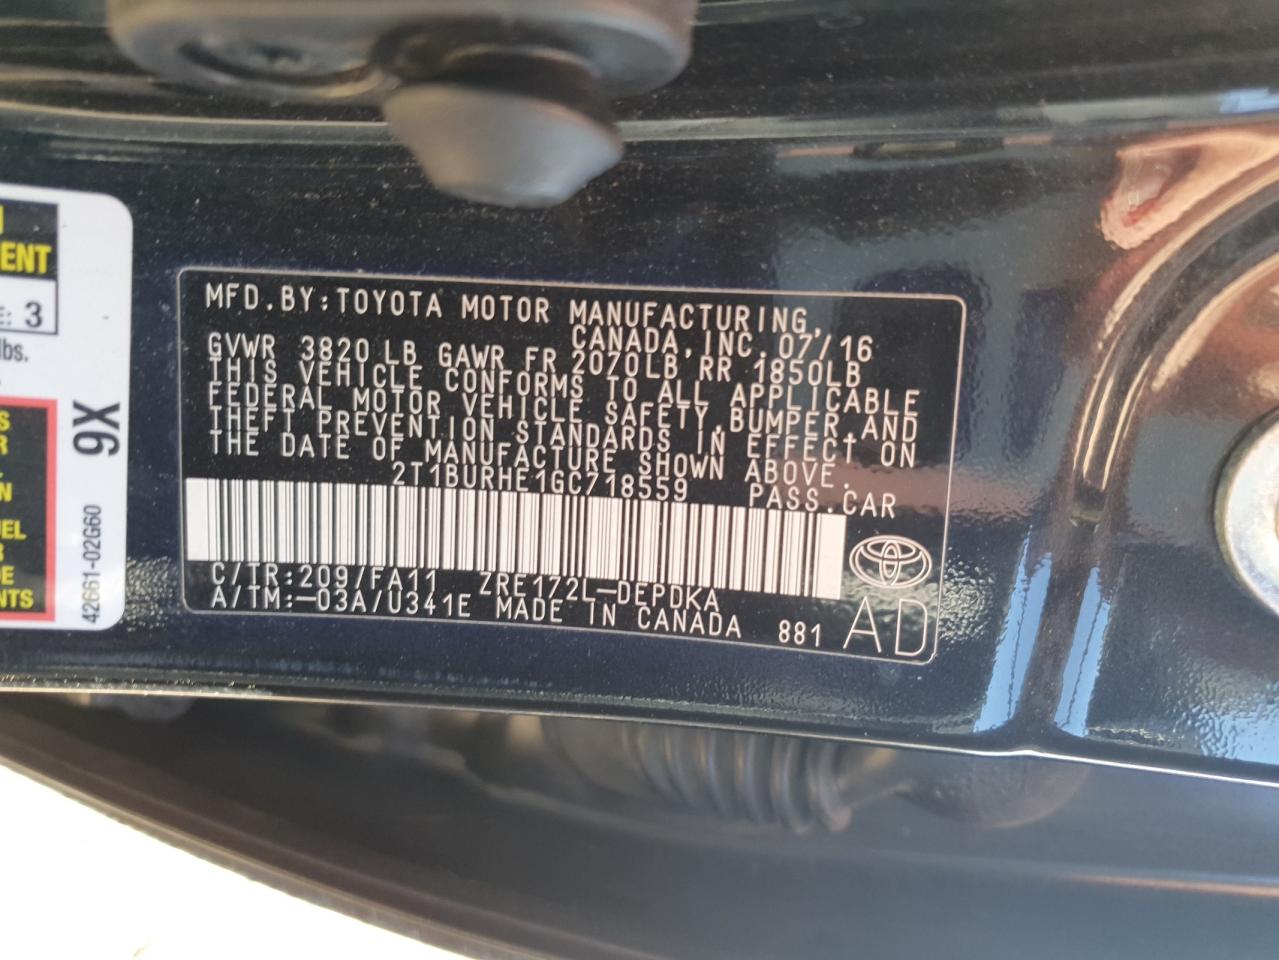 MFD.BY:TOYOTA MOTOR MANUFACTURING,
CANADA,INC. 07/16
GVWR 3820 LB GAWR FR 2070LB RR 1850LB
THIS VEHICLE CONFORMS TO ALL APPLICABLE
FEDERAL MOTOR VEHICLE SAFETY,BUMPER,AND
THEFT PREVENTION STANDARDS IN EFFECT ON
THE DATE OF MANUFACTURE SHOWN ABOVE.
2T1BURHE1GC718559 PASS.CAR
C/TR:209/FA11 ZRE172L-DEPDKA
A/TM:-03A/U341E MADE IN CANADA 881 AD
ENT
E: 3
lbs.
9X
42661-02G60